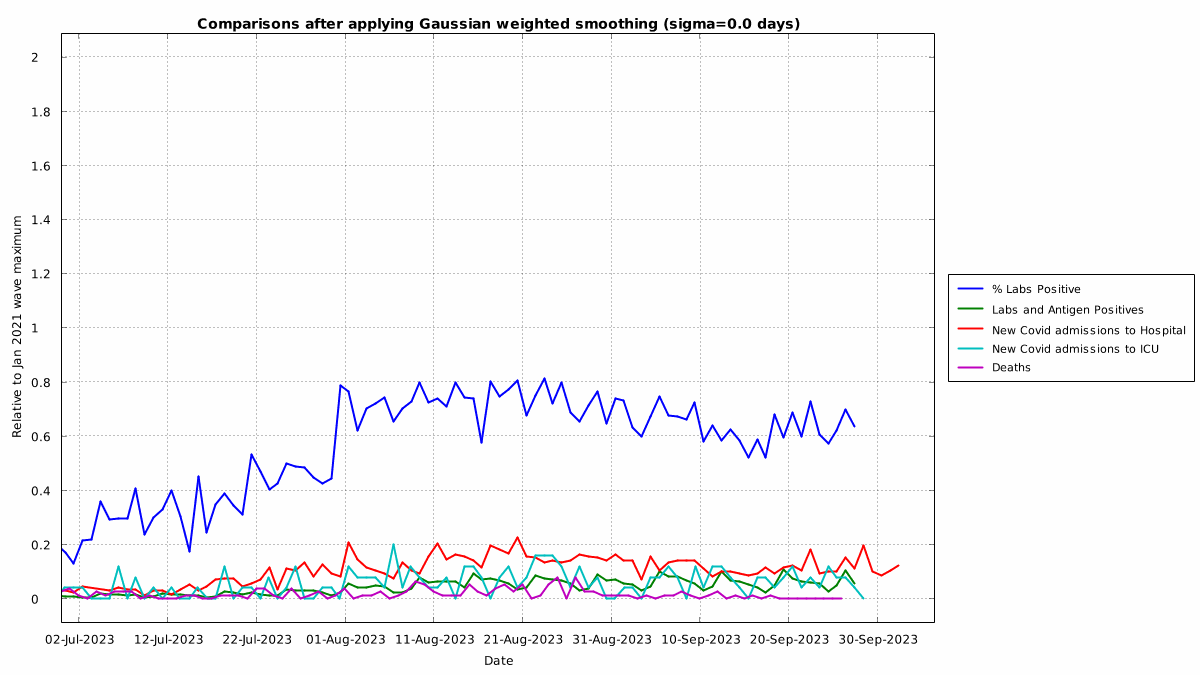 Comparisons after applying Gaussian weighted smoothing (sigma=0.0 days)
2
1.8
1.6
1.4
1.2
1
0.8
0.6
0.4
0.2
0
Relative to Jan 2021 wave maximum
02-Jul-2023 12-Jul-2023 22-Jul-2023 01-Aug-2023 11-Aug-2023 21-Aug-2023 31-Aug-2023 10-Sep-2023 20-Sep-2023 30-Sep-2023
Date
% Labs Positive
Labs and Antigen Positives
New Covid admissions to Hospital
New Covid admissions to ICU
Deaths